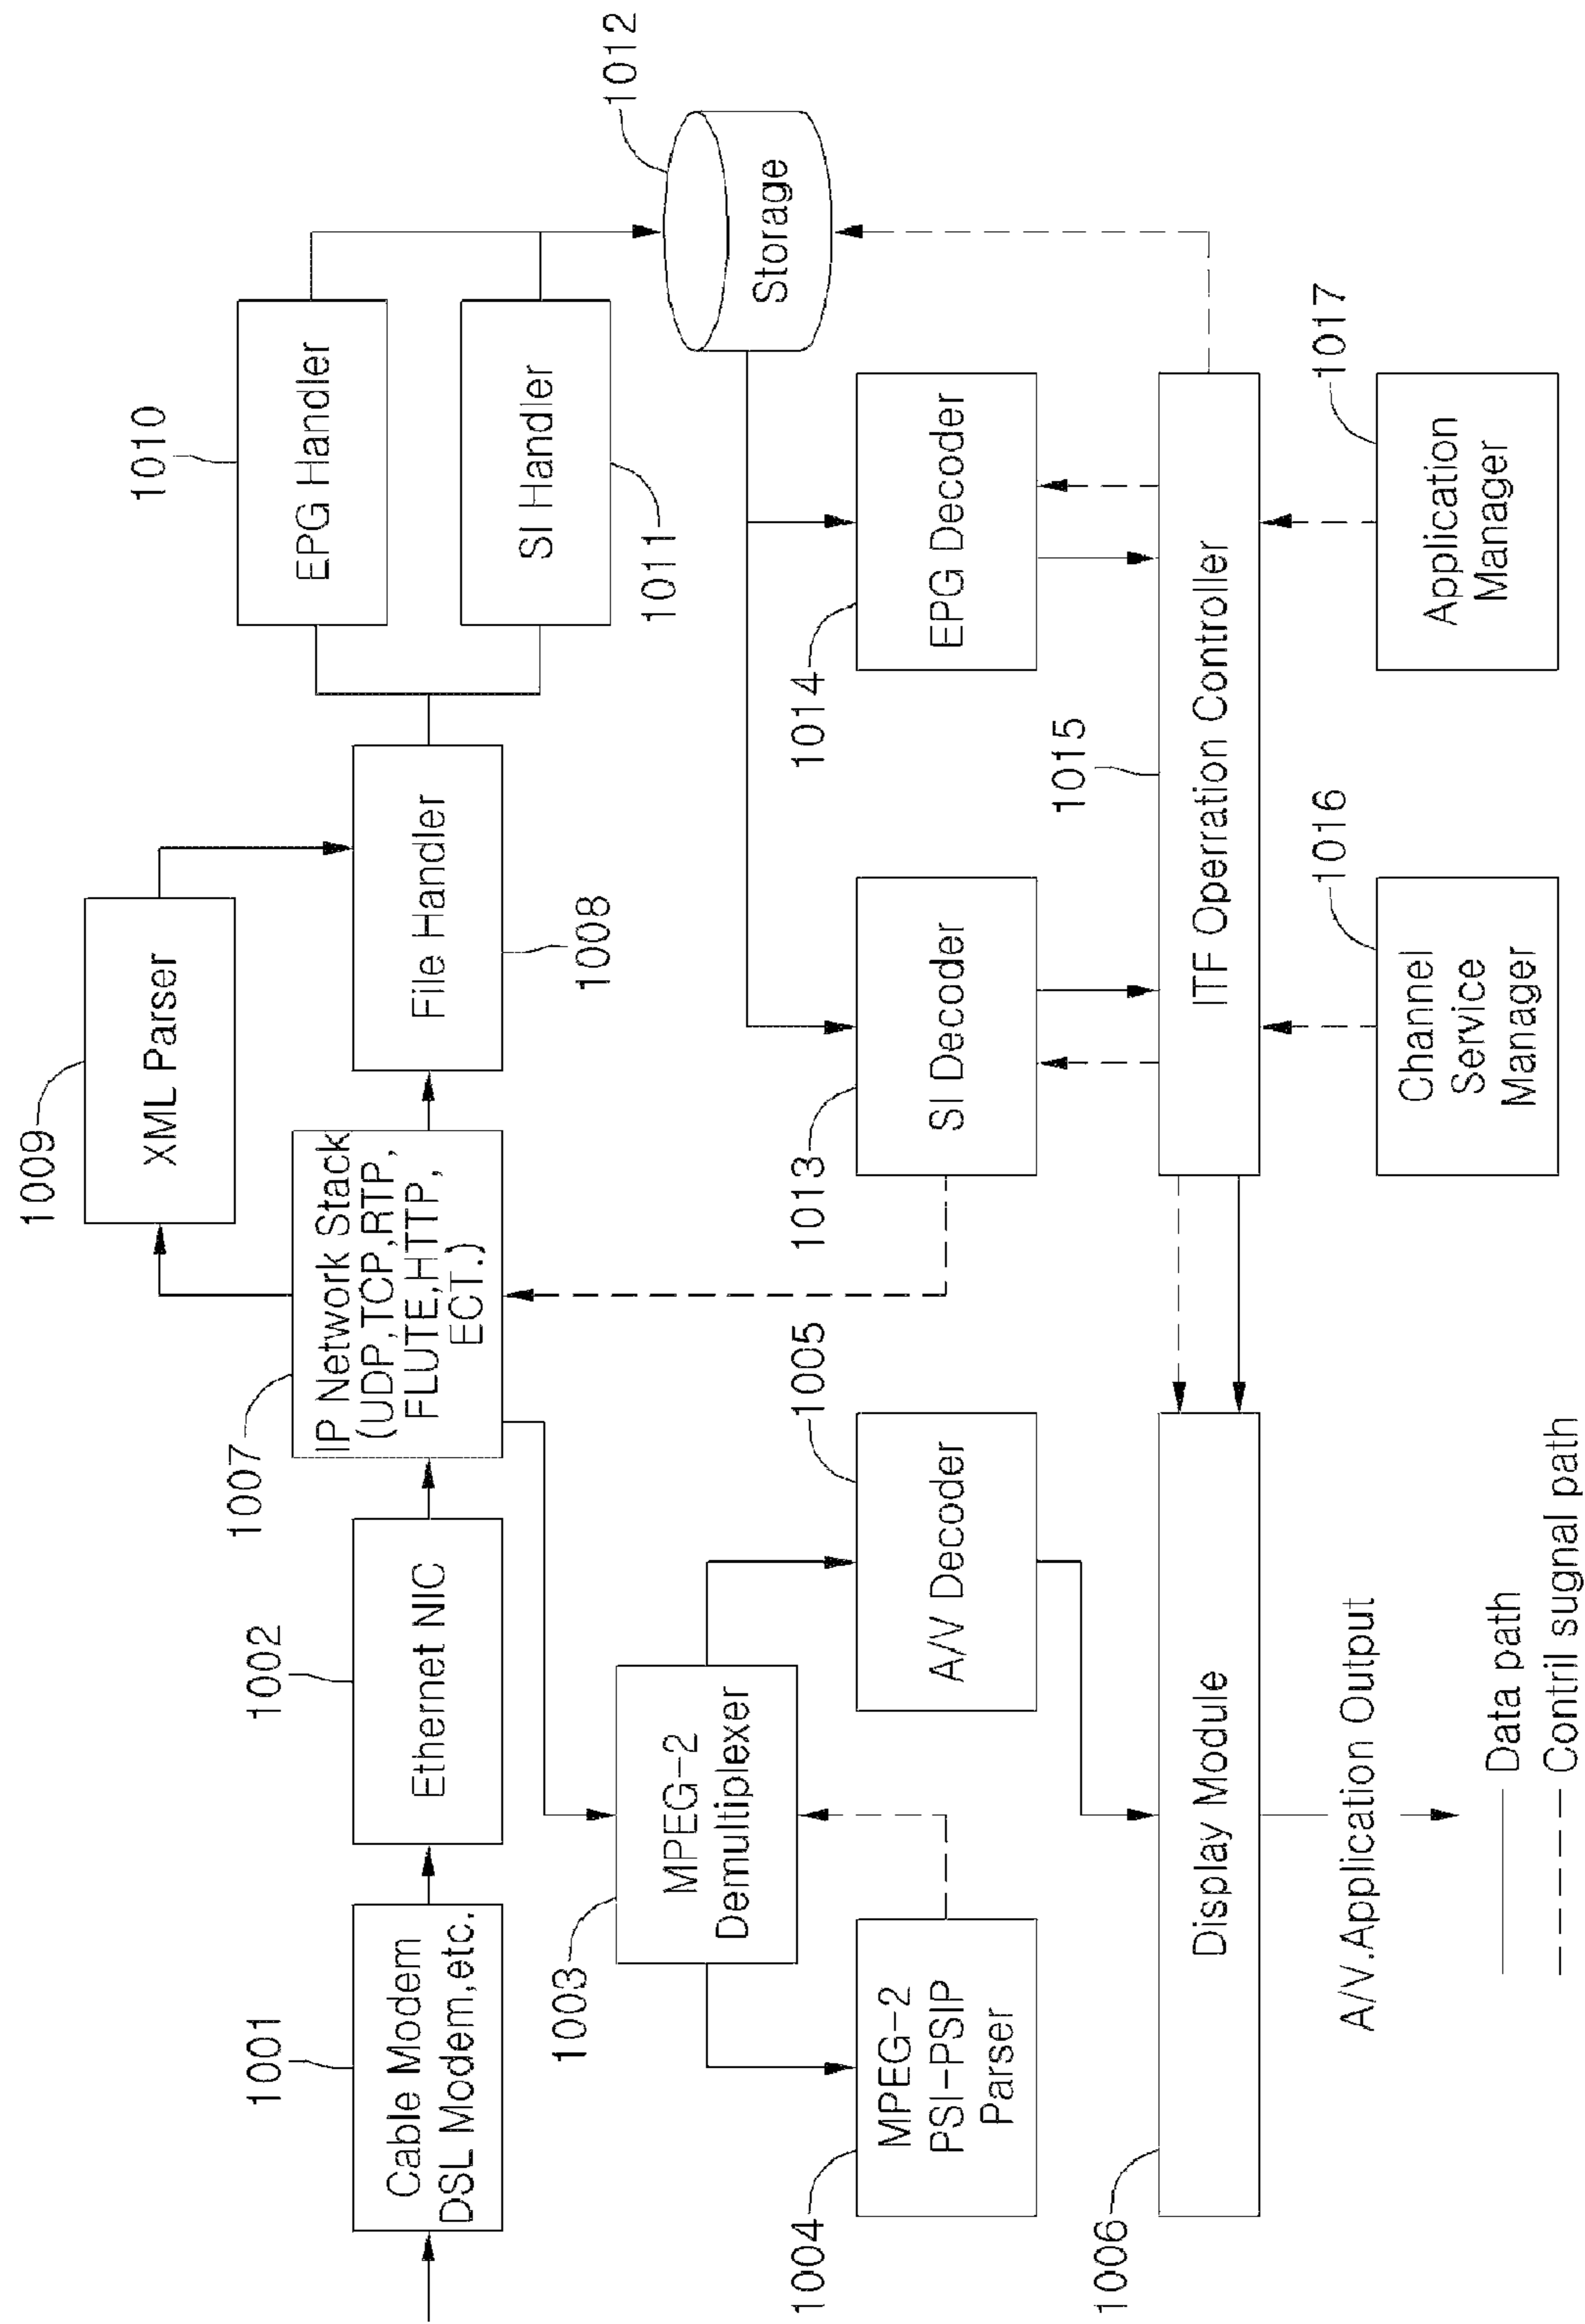 1001
Cable Modem
DSL Modem,etc.
1002
Ethernet NIC
1007
IP Network Stack
(UDP,TCP,RTP,
FLUTE,HTTP,
ECT.)
1009
XML Parser
File Handler
1008
1010
EPG Handler
SI Handler
1011
1012
Storage
1003
MPEG-2
Demultiplexer
1004
MPEG-2
PSI-PSIP
Parser
1005
A/V Decoder
1013
SI Decoder
1014
EPG Decoder
1006
Display Module
1015
ITF Operration Controller
1016
Channel
Service
Manager
1017
Application
Manager
A/V.Application Output
Data path
Contril sugnal path